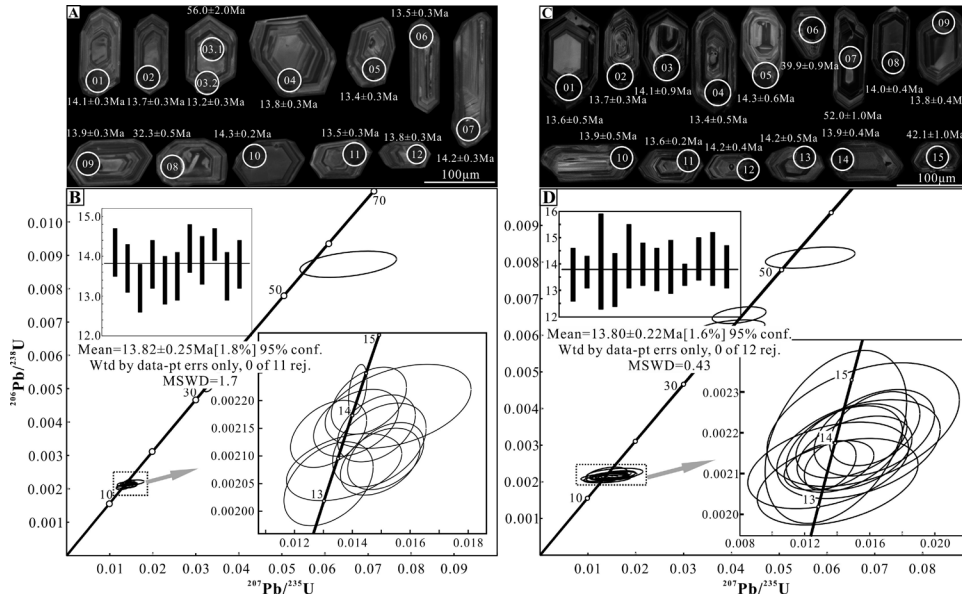 A
56.0±2.0Ma
13.5±0.3Ma
06
03.1
01
02
03.2
04
05
14.1±0.3Ma
13.7±0.3Ma
13.2±0.3Ma
13.8±0.3Ma
13.4±0.3Ma
07
13.9±0.3Ma
32.3±0.5Ma
14.3±0.2Ma
13.5±0.3Ma
13.8±0.3Ma
09
08
10
11
12
14.2±0.3Ma
100μm
C
09
06
01
02
03
04
05
07
08
39.9±0.9Ma
13.7±0.3Ma
14.1±0.9Ma
14.3±0.6Ma
14.0±0.4Ma
13.8±0.4Ma
13.6±0.5Ma
13.4±0.5Ma
52.0±1.0Ma
13.9±0.5Ma
13.6±0.2Ma
14.2±0.4Ma
14.2±0.5Ma
13.9±0.4Ma
42.1±1.0Ma
10
11
12
13
14
15
100μm
B
70
0.010
0.009
0.008
0.007
0.006
0.005
0.004
0.003
0.002
0.001
206Pb/238U
15.0
14.0
13.0
12.0
50
30
10
Mean=13.82±0.25Ma[1.8%] 95% conf.
Wtd by data-pt errs only, 0 of 11 rej.
MSWD=1.7
15
14
13
0.00220
0.00215
0.00210
0.00205
0.00200
0.012
0.014
0.016
0.018
0.01
0.02
0.03
0.04
0.05
0.06
0.07
0.08
0.09
207Pb/235U
D
0.009
0.008
0.007
0.006
0.005
0.004
0.003
0.002
0.001
206Pb/238U
16
15
14
13
12
50
30
10
Mean=13.80±0.22Ma[1.6%] 95% conf.
Wtd by data-pt errs only, 0 of 12 rej.
MSWD=0.43
15
14
13
0.0023
0.0022
0.0021
0.0020
0.008
0.012
0.016
0.020
0.01
0.02
0.03
0.04
0.05
0.06
0.07
0.08
207Pb/235U